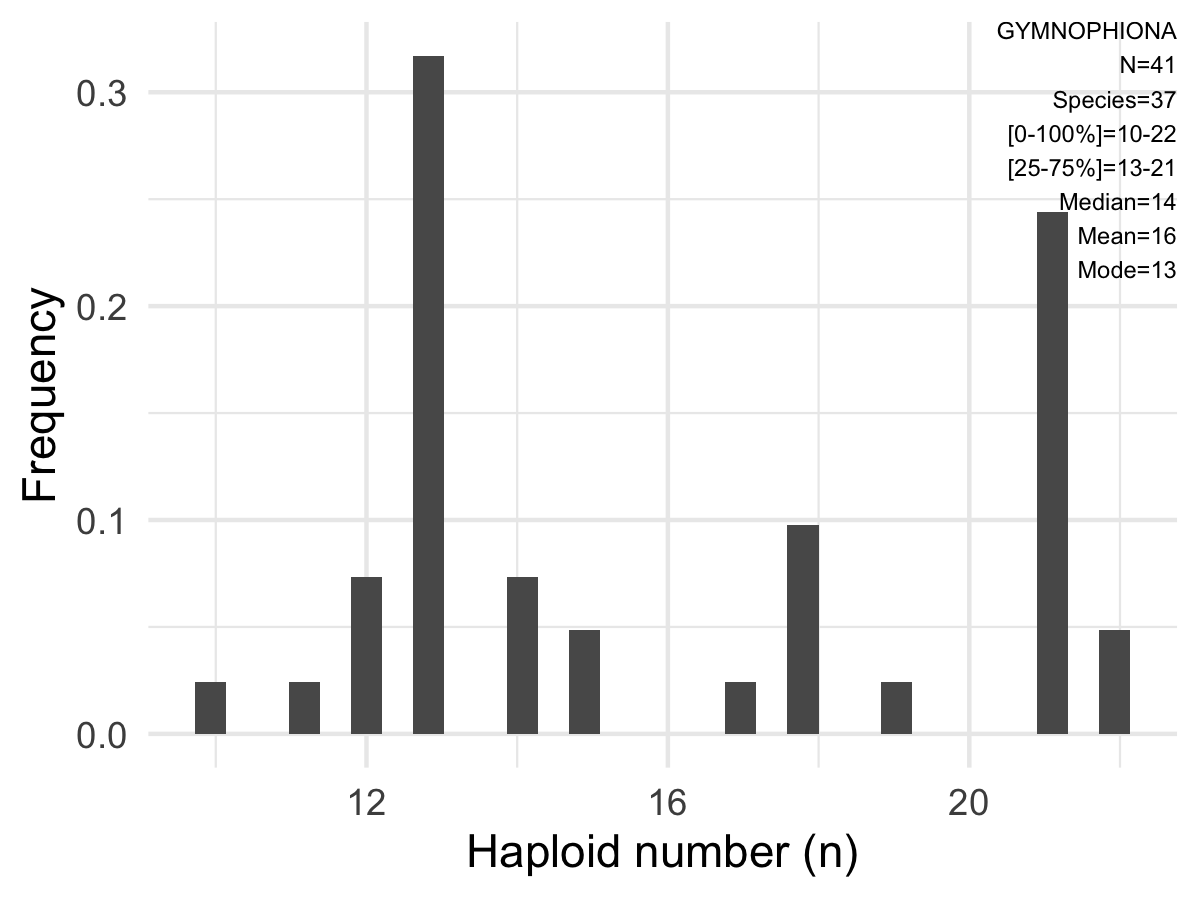 GYMNOPHIONA
N=41
Species=37
[0-100%]=10-22
[25-75%]=13-21
Median=14
Mean=16
Mode=13
Frequency
0.3
0.2
0.1
0.0
12 16 20
Haploid number (n)